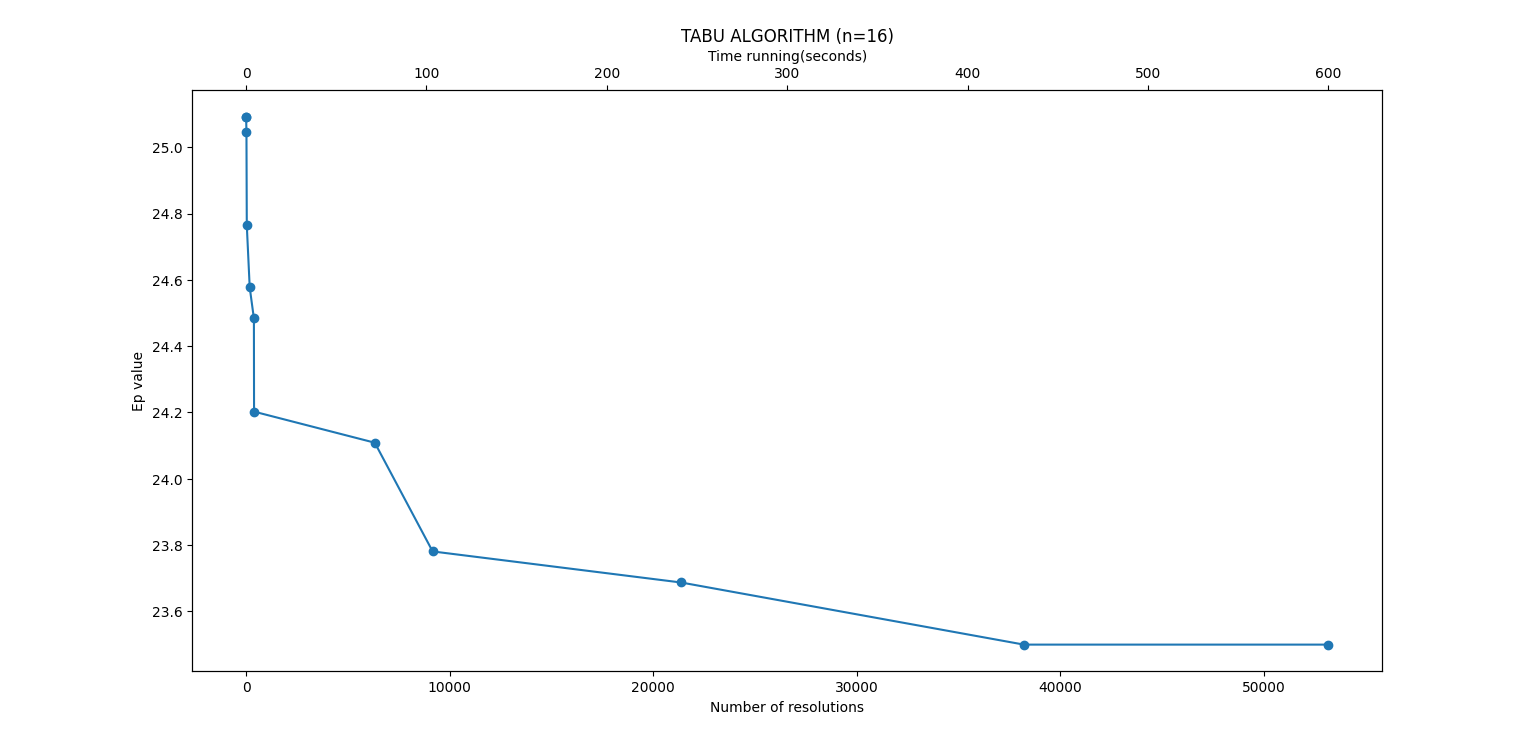 TABU ALGORITHM (n=16)
Time running(seconds)
0 100 200 300 400 500 600
25.0
24.8
24.6
24.4
24.2
24.0
23.8
23.6
Ep value
0 10000 20000 30000 40000 50000
Number of resolutions